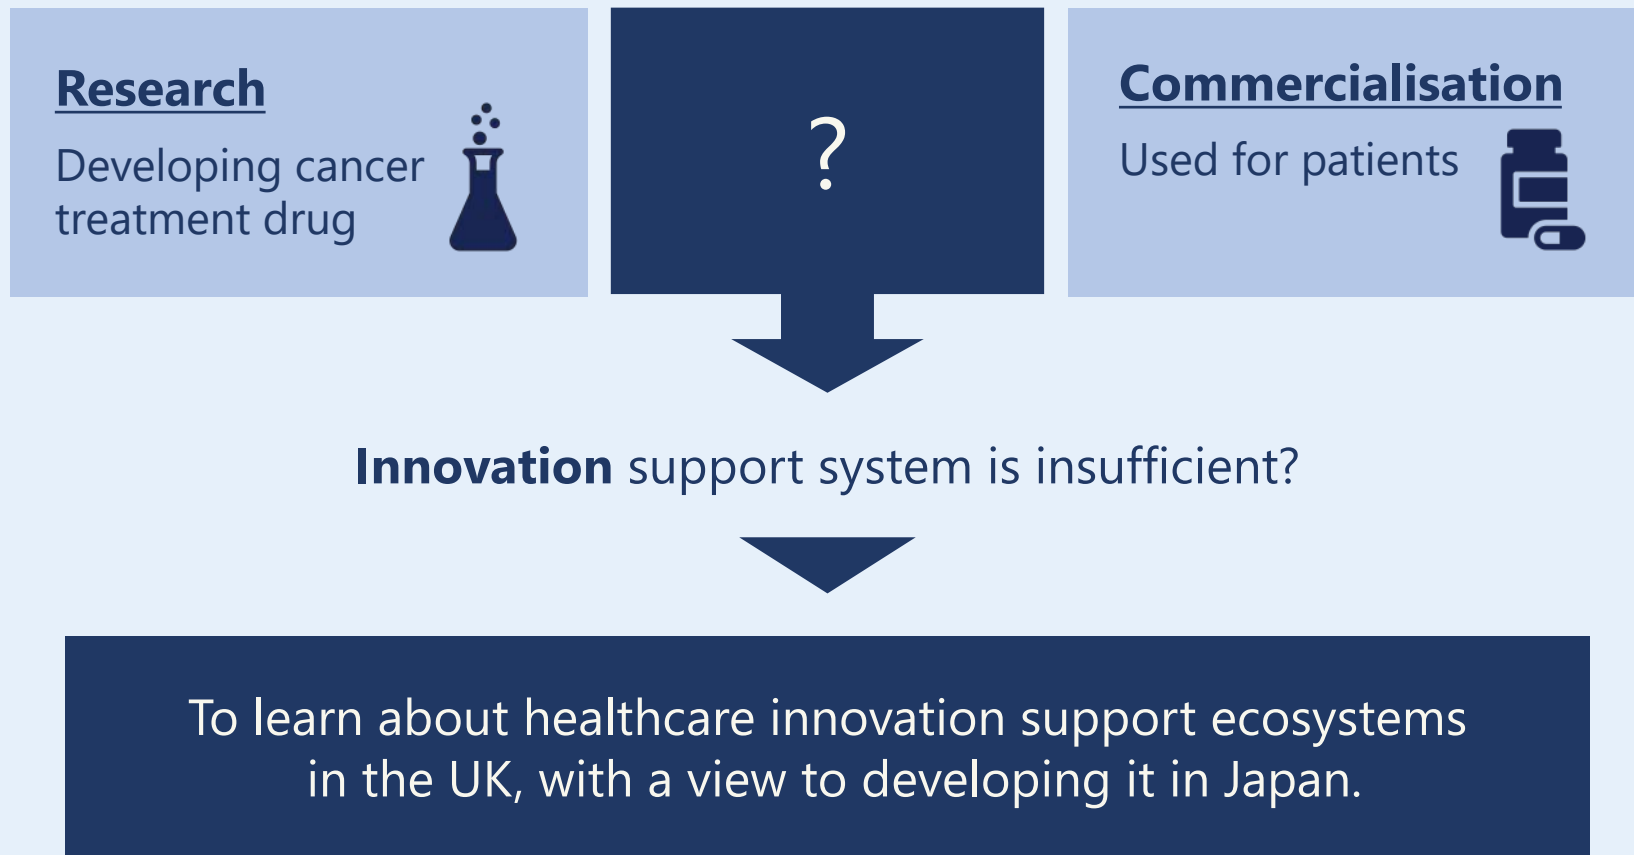 Research
Developing cancer
treatment drug
?
Commercialisation
Used for patients
Innovation support system is insufficient?
To learn about healthcare innovation support ecosystems
in the UK, with a view to developing it in Japan.